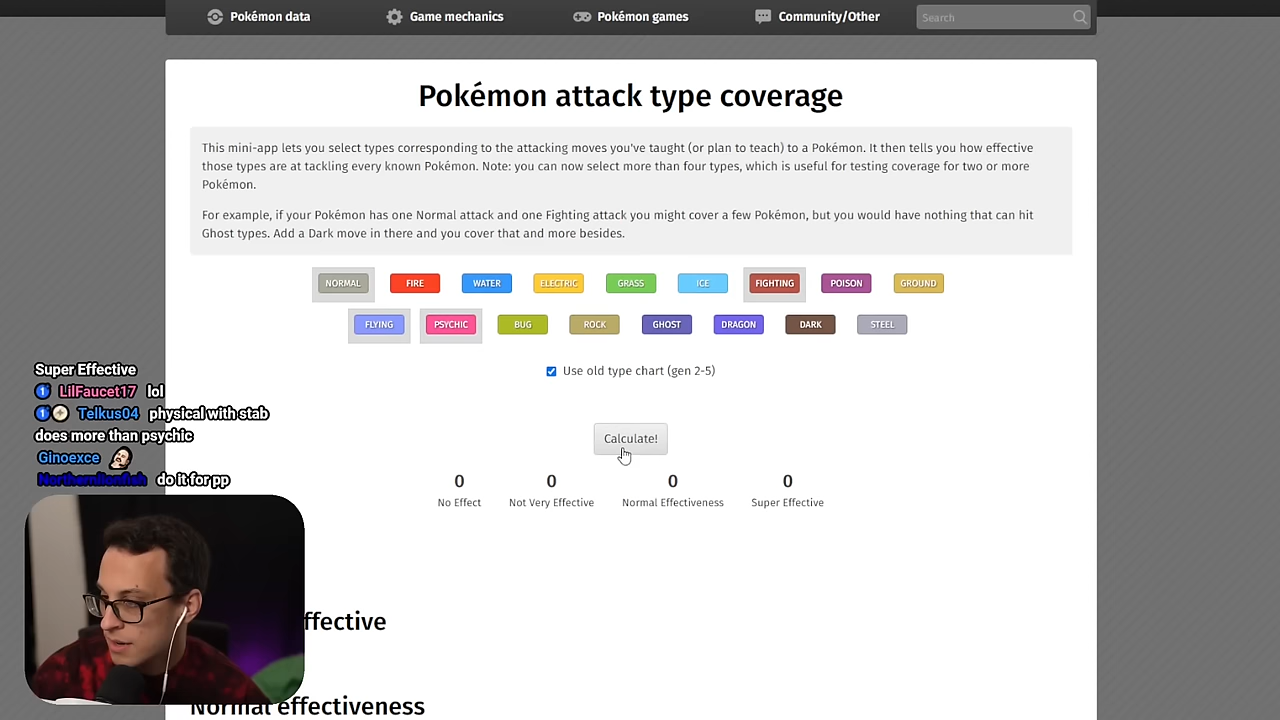 Pokémon data
Game mechanics
Pokémon games
Community/Other
Search
Pokémon attack type coverage
This mini-app lets you select types corresponding to the attacking moves you've taught (or plan to teach) to a Pokémon. It then tells you how effective
those types are at tackling every known Pokémon. Note: you can now select more than four types, which is useful for testing coverage for two or more
Pokémon.
For example, if your Pokémon has one Normal attack and one Fighting attack you might cover a few Pokémon, but you would have nothing that can hit
Ghost types. Add a Dark move in there and you cover that and more besides.
NORMAL FIRE WATER ELECTRIC GRASS ICE FIGHTING POISON GROUND
FLYING PSYCHIC BUG ROCK GHOST DRAGON DARK STEEL
Use old type chart (gen 2-5)
Calculate!
0 0 0 0
No Effect Not Very Effective Normal Effectiveness Super Effective
Super Effective
LilFaucet17 lol
Telkus04 physical with stab
does more than psychic
Ginoexce
Northernlionfish do it for pp
ffective
Normal effectiveness